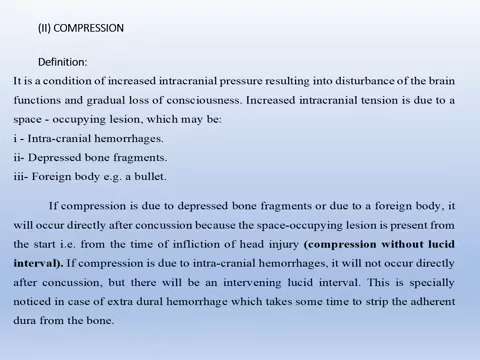 (II) COMPRESSION
Definition:
It is a condition of increased intracranial pressure resulting into disturbance of the brain
functions and gradual loss of consciousness. Increased intracranial tension is due to a
space - occupying lesion, which may be:
i - Intra-cranial hemorrhages.
ii- Depressed bone fragments.
iii- Foreign body e.g. a bullet.
If compression is due to depressed bone fragments or due to a foreign body, it
will occur directly after concussion because the space-occupying lesion is present from
the start i.e. from the time of infliction of head injury (compression without lucid
interval). If compression is due to intra-cranial hemorrhages, it will not occur directly
after concussion, but there will be an intervening lucid interval. This is specially
noticed in case of extra dural hemorrhage which takes some time to strip the adherent
dura from the bone.